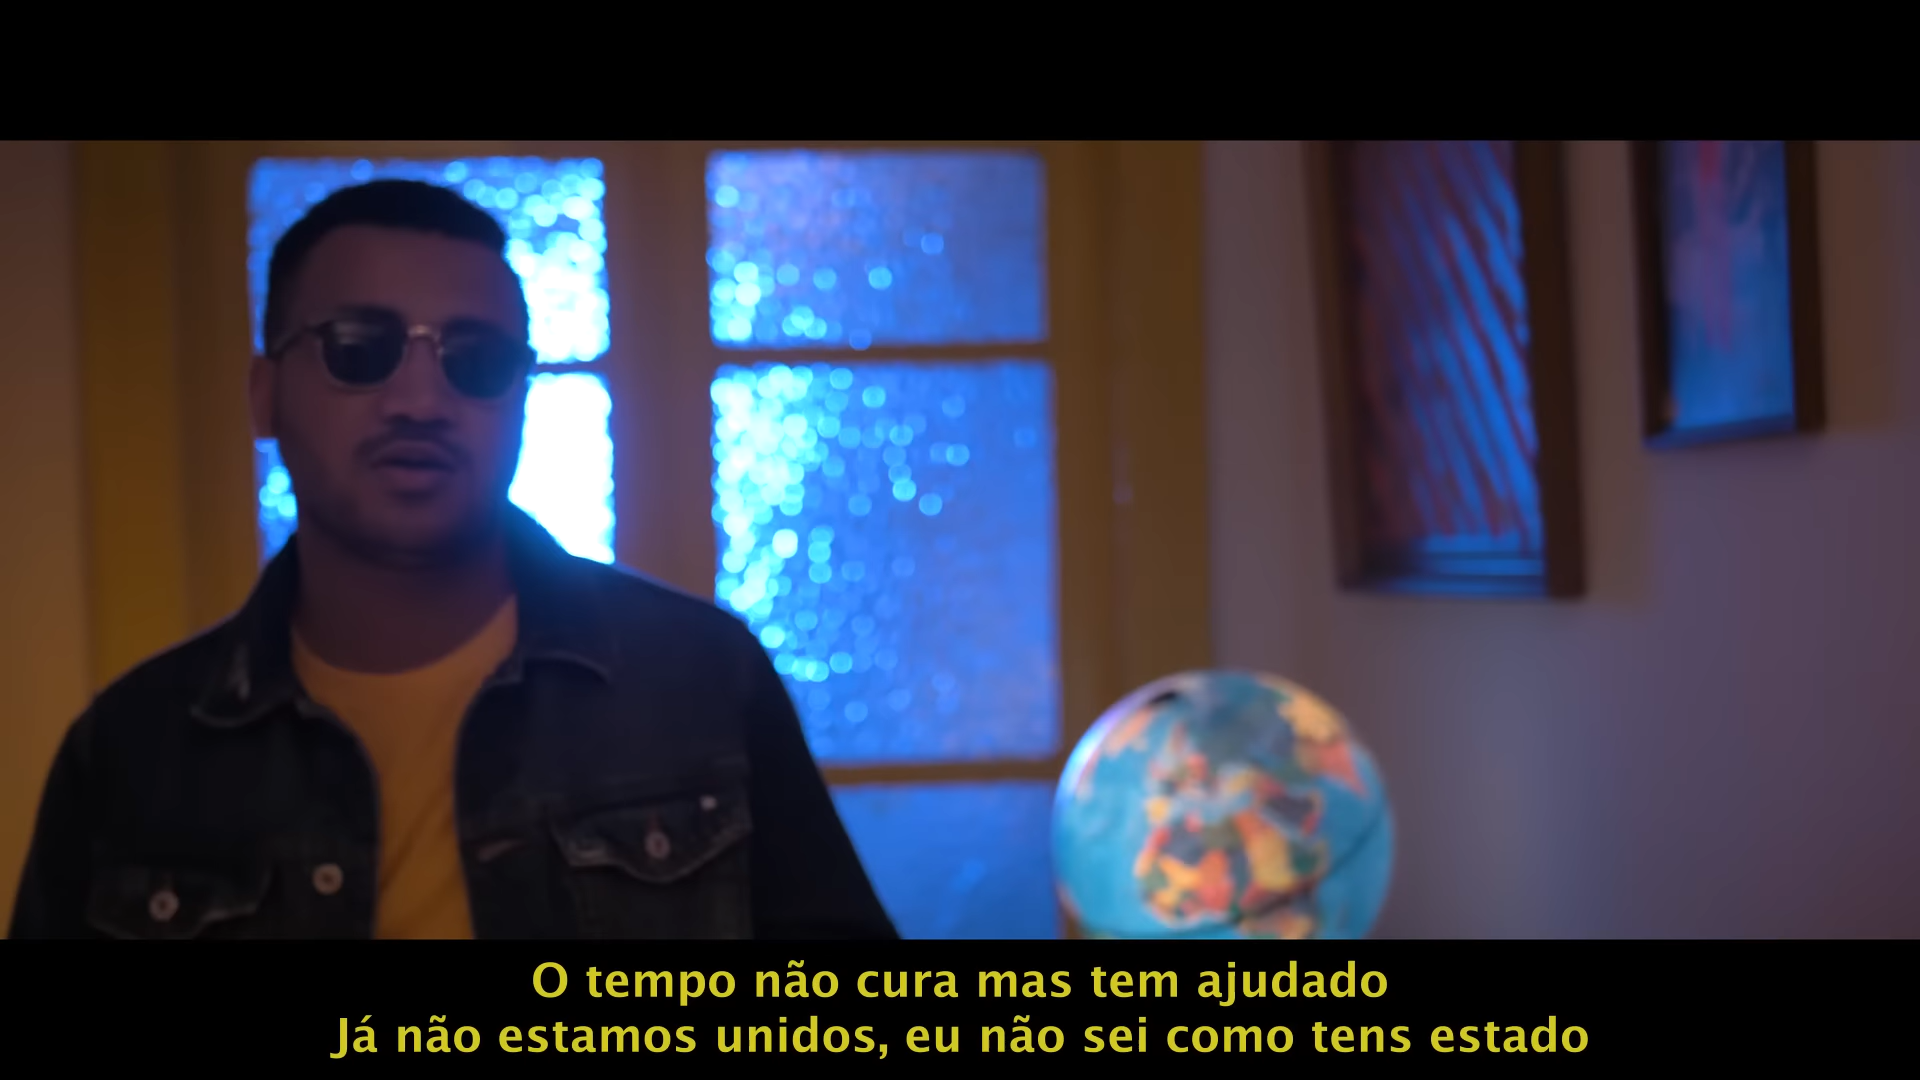 O tempo não cura mas tem ajudado
Já não estamos unidos, eu não sei como tens estado